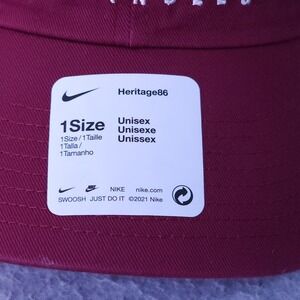 Heritage86
1Size
1Size/1Taille
1Talla/
1Tamanho
Unisex
Unisexe
Unissex
NIKE nike.com
SWOOSH JUST DO IT ©2021 Nike